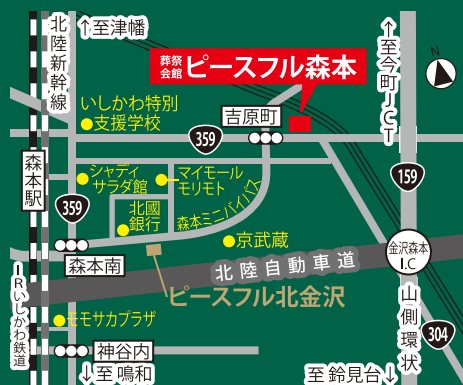 ↑至津幡
北陸新幹線
葬祭
会館
ピースフル森本
↑至今町JCT
N
いしかわ特別
支援学校
吉原町
359
森本駅
シャディ
サラダ館
マイモール
モリモト
159
359
北國
銀行
森本ミニバイパス
京武蔵
森本南
北陸自動車道
金沢森本
I.C
ピースフル北金沢
IRいしかわ鉄道
山側環状
モモサカプラザ
304
神谷内
↓至鳴和
至鈴見台↓